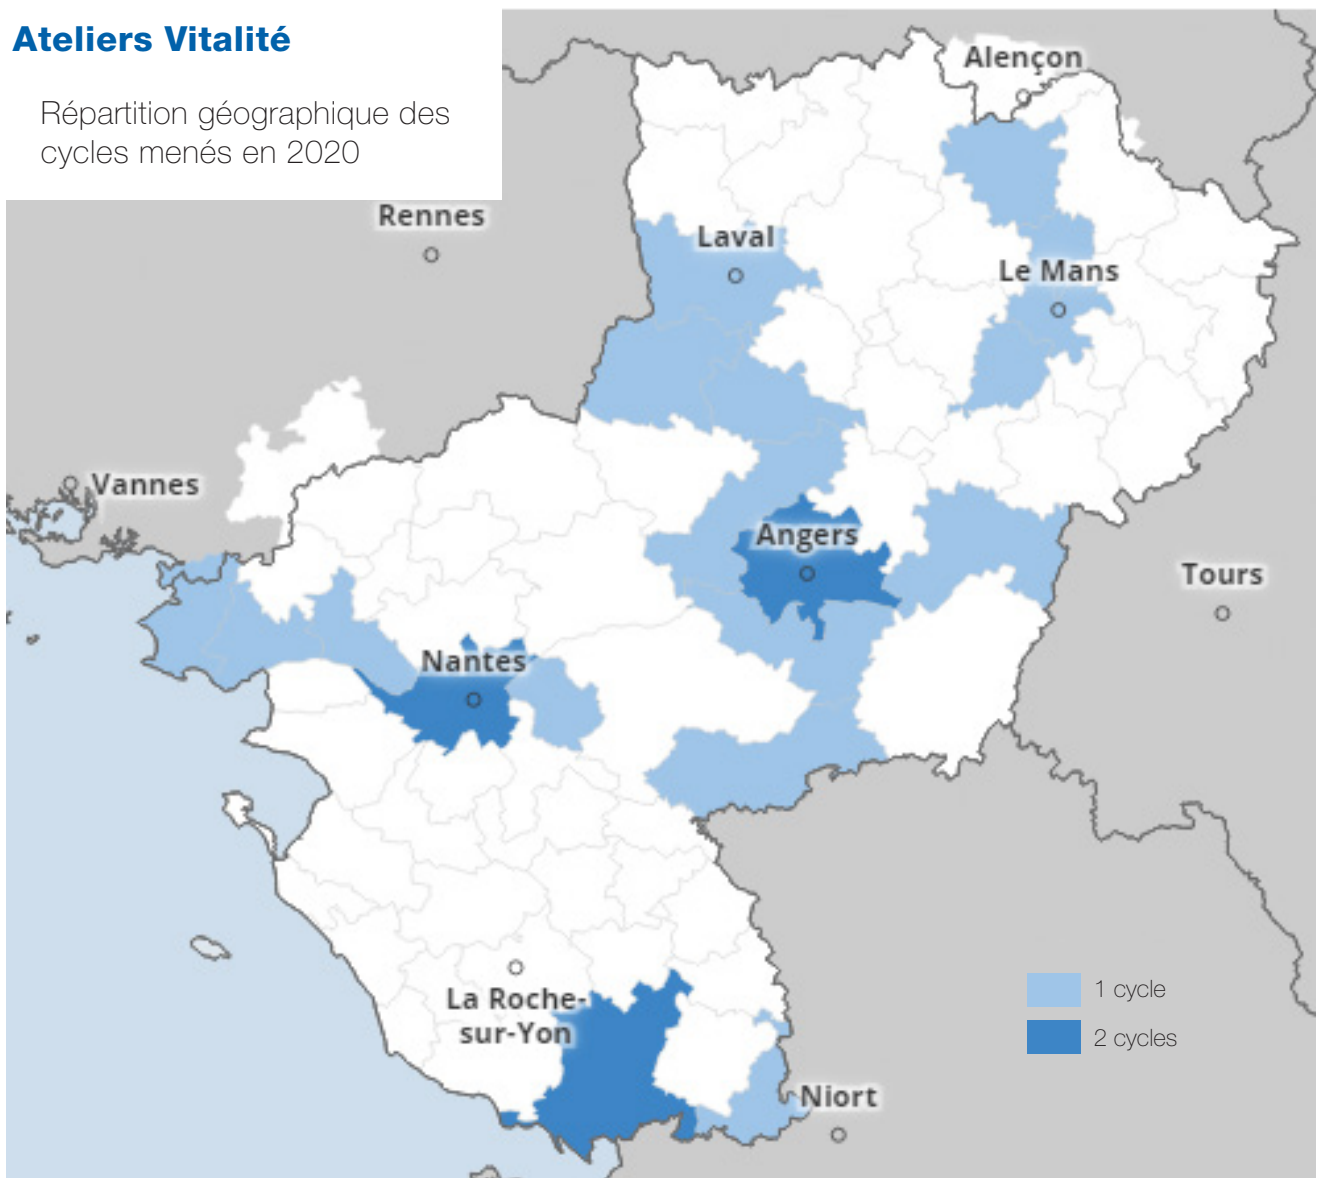 Ateliers Vitalité
Répartition géographique des
cycles menés en 2020
Alençon
Rennes
Laval
Le Mans
Vannes
Angers
Tours
Nantes
La Roche-
sur-Yon
1 cycle
2 cycles
Niort